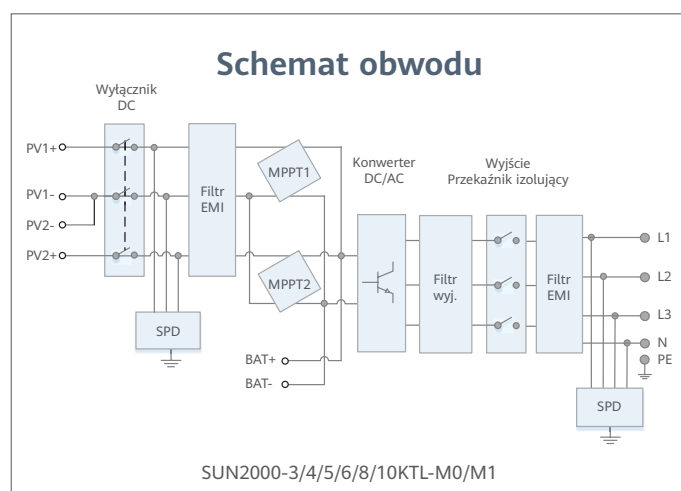 Schemat obwodu
Wyłącznik
DC
PV1+
PV1-
PV2-
PV2+
Filtr
EMI
MPPT1
MPPT2
SPD
BAT+
BAT-
Konwerter
DC/AC
Filtr
wyj.
Wyjście
Przekaźnik izolujący
Filtr
EMI
L1
L2
L3
N
PE
SPD
SUN2000-3/4/5/6/8/10KTL-M0/M1